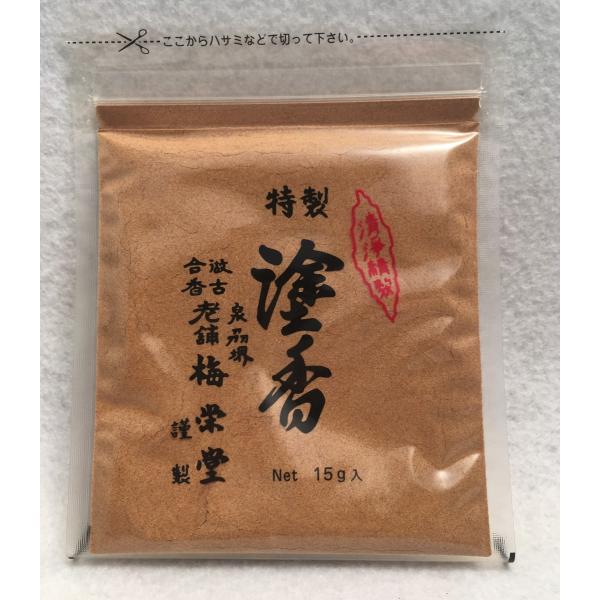 ここからハサミなどで切って下さい。
特製
塗香
清浄精妙
泉州堺
倣古
合香
老舗梅栄堂
謹製
Net 15g入